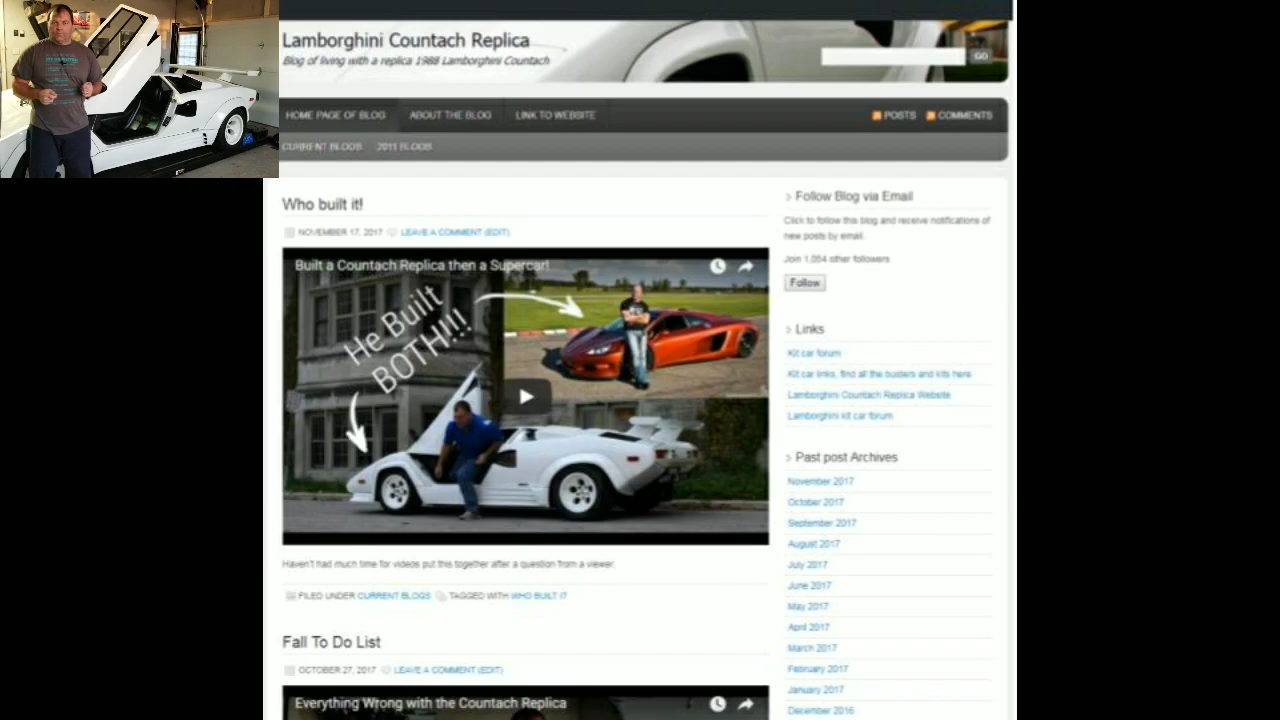 Lamborghini Countach Replica
Blog of living with a replica 1988 Lamborghini Countach
GO
HOME PAGE OF BLOG ABOUT THE BLOG LINK TO WEBSITE POSTS COMMENTS
CURRENT BLOGS 2011 BLOGS
Who built it!
NOVEMBER 17, 2017 LEAVE A COMMENT (EDIT)
Built a Countach Replica then a Supercar!
He Built
BOTH!!!
Haven't had much time for videos put this together after a question from a viewer.
FILED UNDER CURRENT BLOGS TAGGED WITH WHO BUILT IT
Fall To Do List
OCTOBER 27, 2017 LEAVE A COMMENT (EDIT)
Everything Wrong with the Countach Replica
Follow Blog via Email
Click to follow this blog and receive notifications of
new posts by email.
Join 1,054 other followers
Follow
Links
Kit car forum
Kit car links, find all the buiders and kits here
Lamborghini Countach Replica Website
Lamborghini kit car forum
Past post Archives
November 2017
October 2017
September 2017
August 2017
July 2017
June 2017
May 2017
April 2017
March 2017
February 2017
January 2017
December 2016